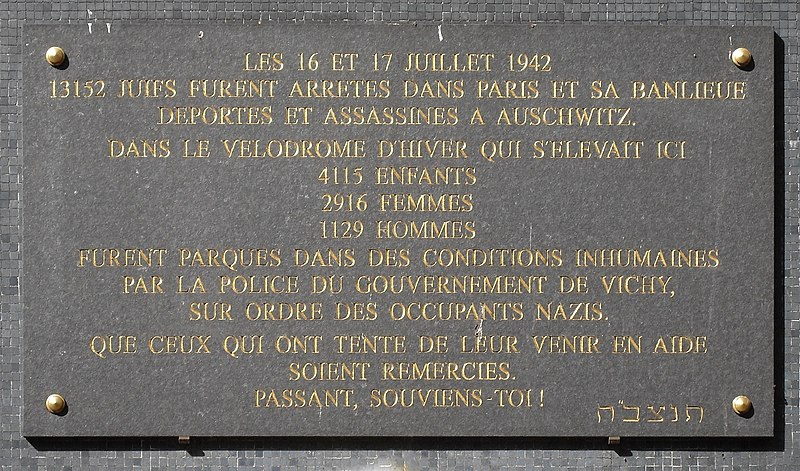 LES 16 ET 17 JUILLET 1942
13152 JUIFS FURENT ARRETES DANS PARIS ET SA BANLIEUE
DEPORTES ET ASSASSINES A AUSCHWITZ.
DANS LE VELODROME D'HIVER QUI S'ELEVAIT ICI
4115 ENFANTS
2916 FEMMES
1129 HOMMES
FURENT PARQUES DANS DES CONDITIONS INHUMAINES
PAR LA POLICE DU GOUVERNEMENT DE VICHY,
SUR ORDRE DES OCCUPANTS NAZIS.
QUE CEUX QUI ONT TENTE DE LEUR VENIR EN AIDE
SOIENT REMERCIES.
PASSANT, SOUVIENS-TOI !
תנצב"ה